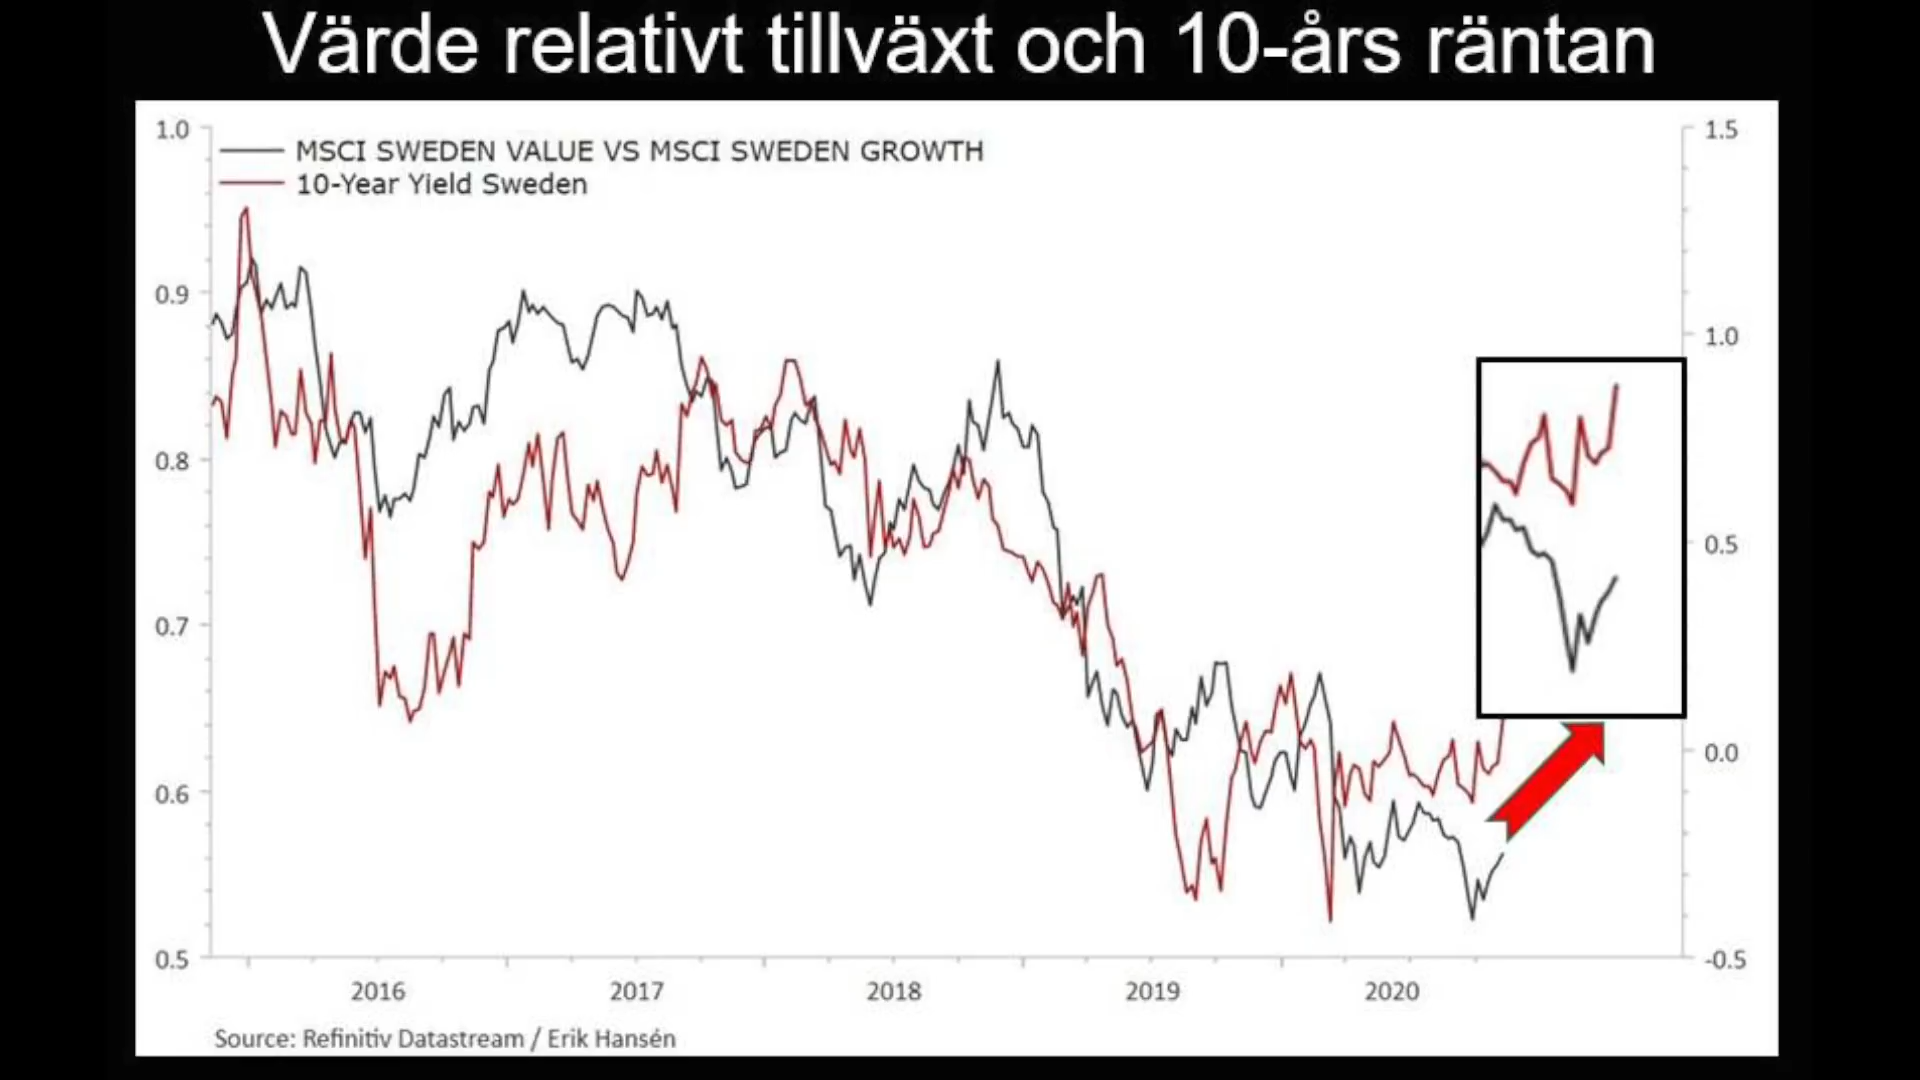 Värde relativt tillväxt och 10-års räntan
MSCI SWEDEN VALUE VS MSCI SWEDEN GROWTH
10-Year Yield Sweden
1.0
0.9
0.8
0.7
0.6
0.5
1.5
1.0
0.5
0.0
-0.5
2016 2017 2018 2019 2020
Source: Refinitiv Datastream / Erik Hansén